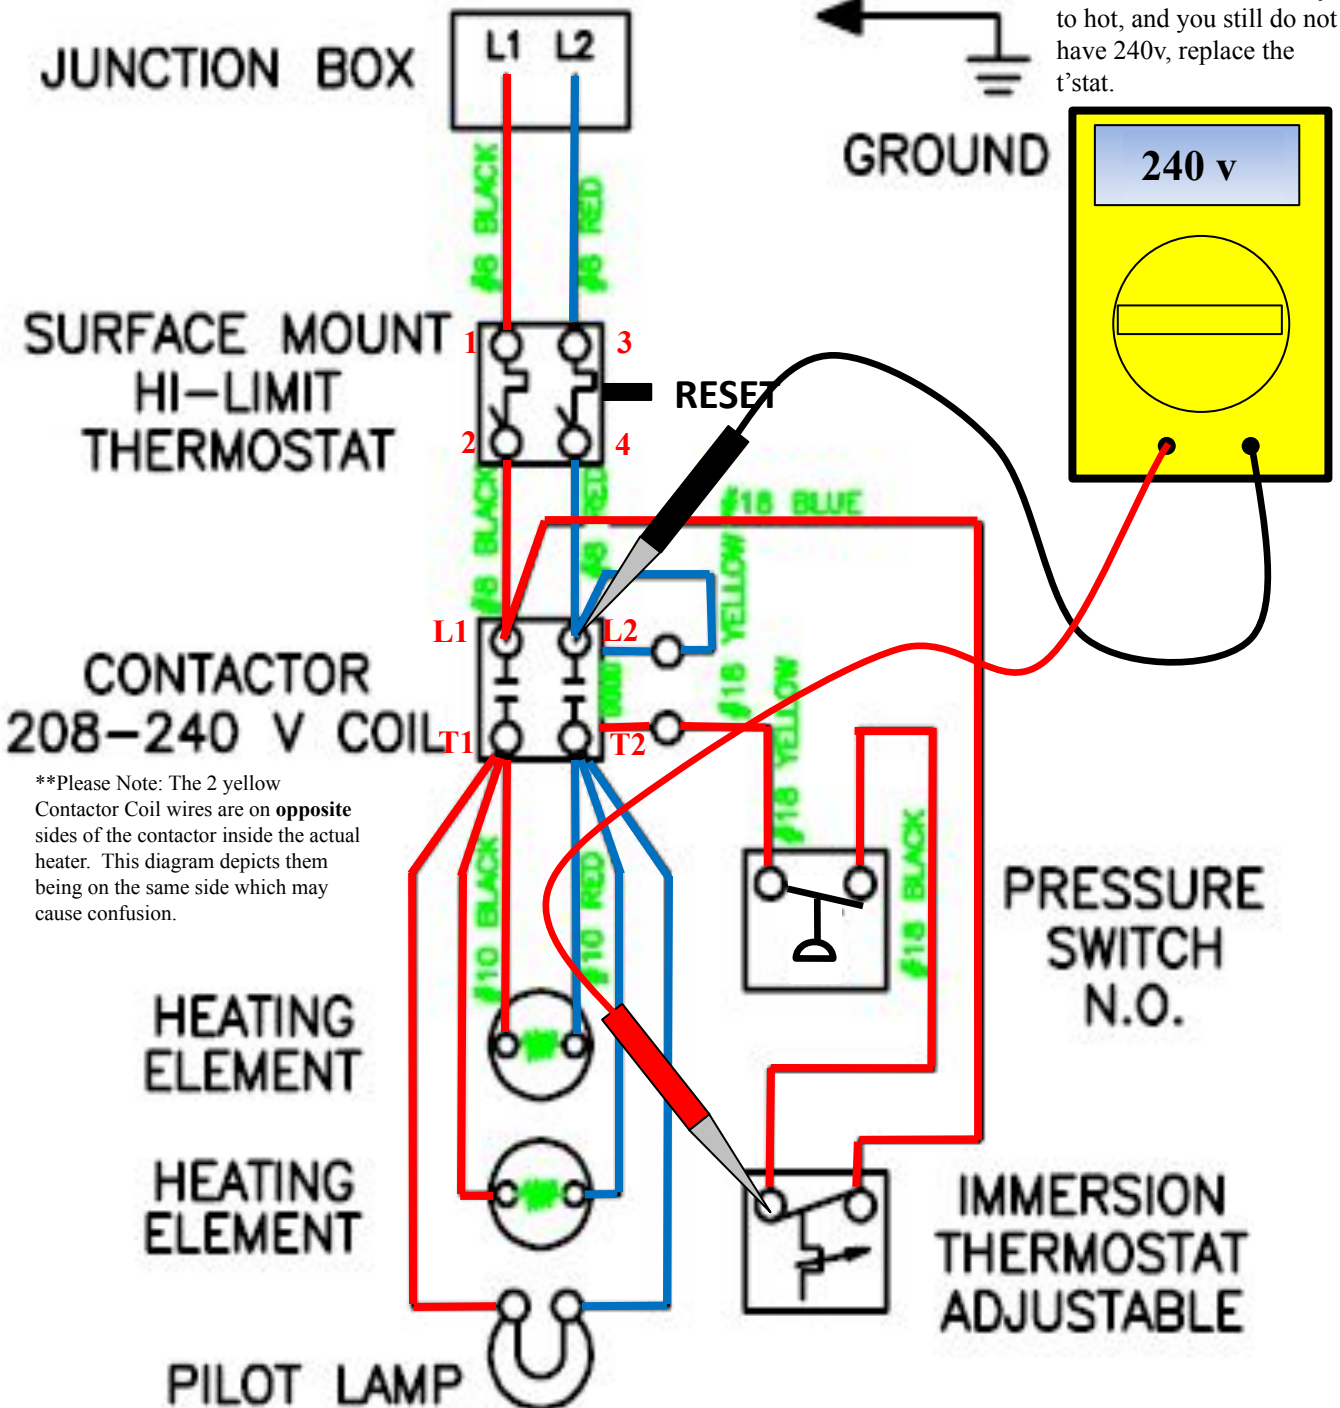 to hot, and you still do not
have 240v, replace the
t'stat.
JUNCTION BOX
L1 L2
GROUND
240 v
#8 BLACK
#8 RED
SURFACE MOUNT
HI-LIMIT
THERMOSTAT
1
3
2
4
RESET
#8 BLACK
#8 RED
#18 BLUE
#18 YELLOW
#18 YELLOW
L1
L2
T1
T2
CONTACTOR
208-240 V COIL
**Please Note: The 2 yellow
Contactor Coil wires are on opposite
sides of the contactor inside the actual
heater. This diagram depicts them
being on the same side which may
cause confusion.
#10 BLACK
#10 RED
#18 BLACK
PRESSURE
SWITCH
N.O.
HEATING
ELEMENT
HEATING
ELEMENT
IMMERSION
THERMOSTAT
ADJUSTABLE
PILOT LAMP